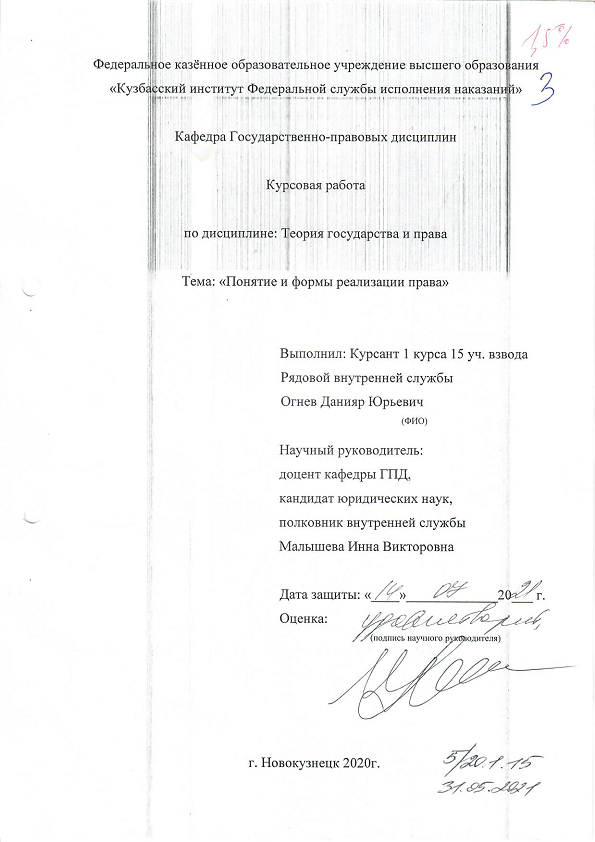 1,5%
Федеральное казённое образовательное учреждение высшего образования
«Кузбасский институт Федеральной службы исполнения наказаний»
3
Кафедра Государственно-правовых дисциплин
Курсовая работа
по дисциплине: Теория государства и права
Тема: «Понятие и формы реализации права»
Выполнил: Курсант 1 курса 15 уч. взвода
Рядовой внутренней службы
Огнев Данияр Юрьевич
(ФИО)
Научный руководитель:
доцент кафедры ГПД,
кандидат юридических наук,
полковник внутренней службы
Малышева Инна Викторовна
Дата защиты: «14» 07 2021 г.
Оценка: удовлетворит.
(подпись научного руководителя)
г. Новокузнецк 2020г.
5/20.1.15
31.05.2021